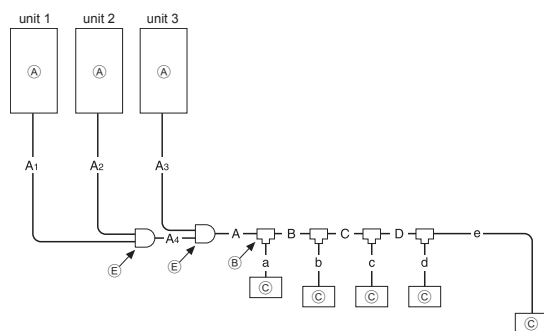 unit 1 unit 2 unit 3
Ⓐ Ⓐ Ⓐ
A1 A2 A3
A4 A B C D e
Ⓔ Ⓔ Ⓑ a b c d
Ⓒ Ⓒ Ⓒ Ⓒ
Ⓒ